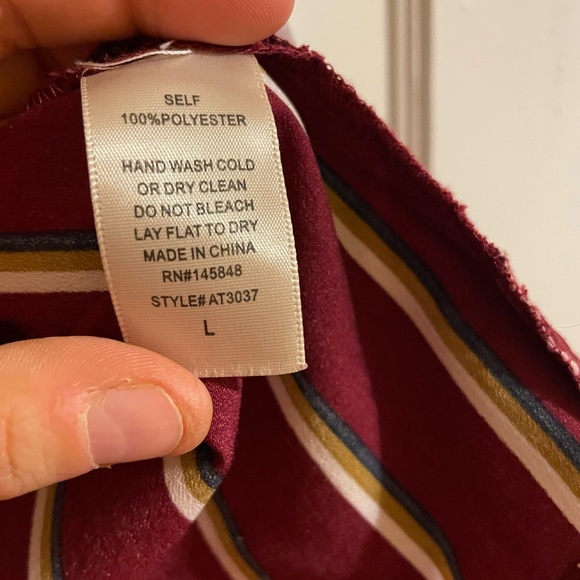 SELF
100%POLYESTER
HAND WASH COLD
OR DRY CLEAN
DO NOT BLEACH
LAY FLAT TO DRY
MADE IN CHINA
RN#145848
STYLE# AT3037
L